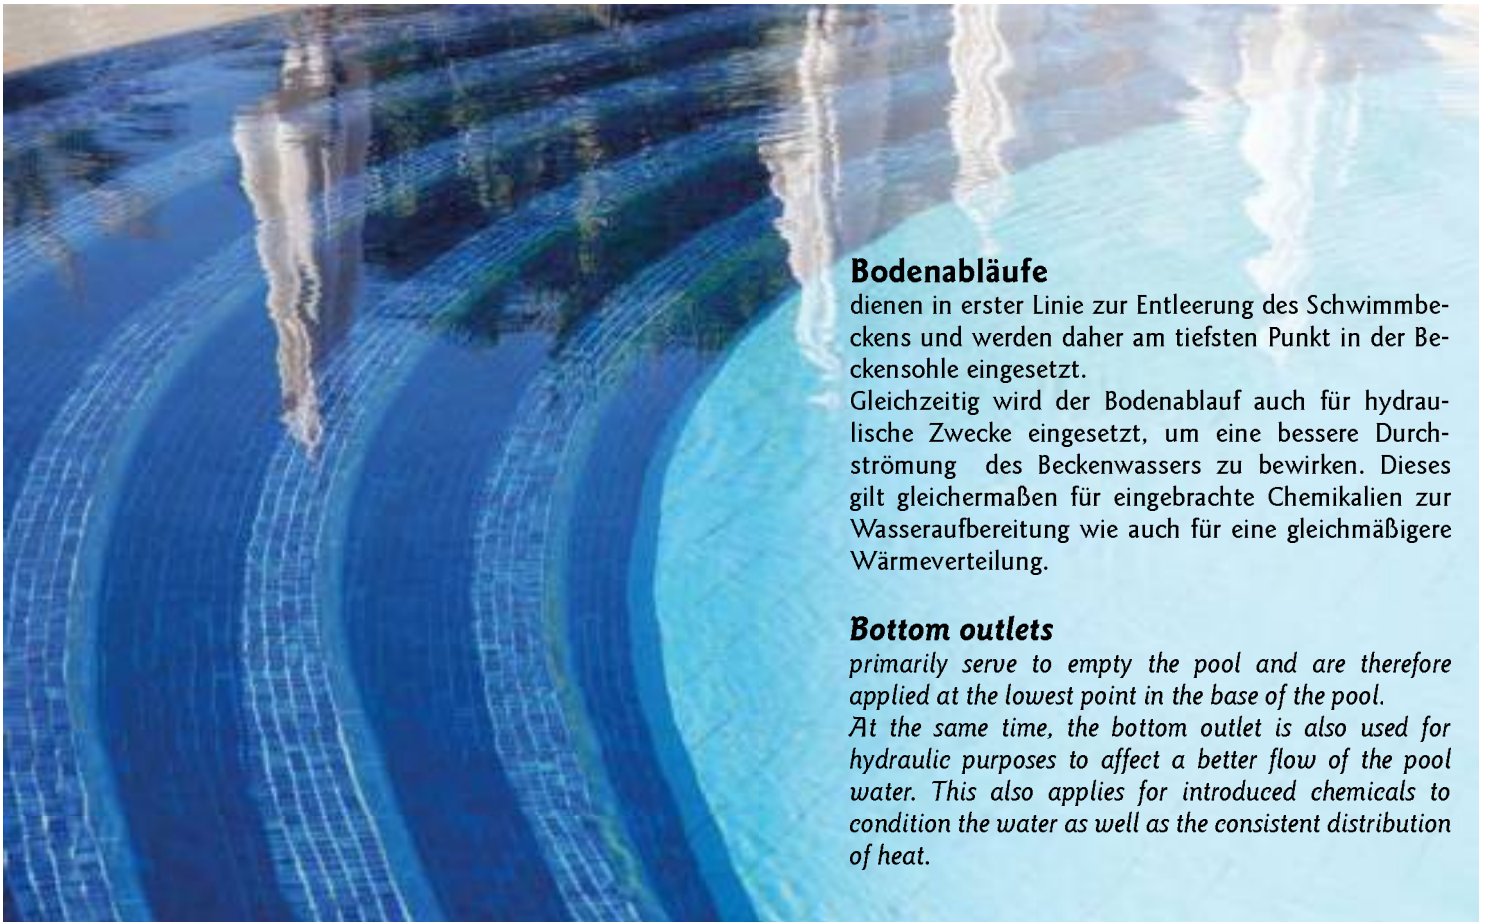 Bodenabläufe
dienen in erster Linie zur Entleerung des Schwimmbe-
ckens und werden daher am tiefsten Punkt in der Be-
ckensohle eingesetzt.
Gleichzeitig wird der Bodenablauf auch für hydrau-
lische Zwecke eingesetzt, um eine bessere Durch-
strömung des Beckenwassers zu bewirken. Dieses
gilt gleichermaßen für eingebrachte Chemikalien zur
Wasseraufbereitung wie auch für eine gleichmäßigere
Wärmeverteilung.
Bottom outlets
primarily serve to empty the pool and are therefore
applied at the lowest point in the base of the pool.
At the same time, the bottom outlet is also used for
hydraulic purposes to affect a better flow of the pool
water. This also applies for introduced chemicals to
condition the water as well as the consistent distribution
of heat.